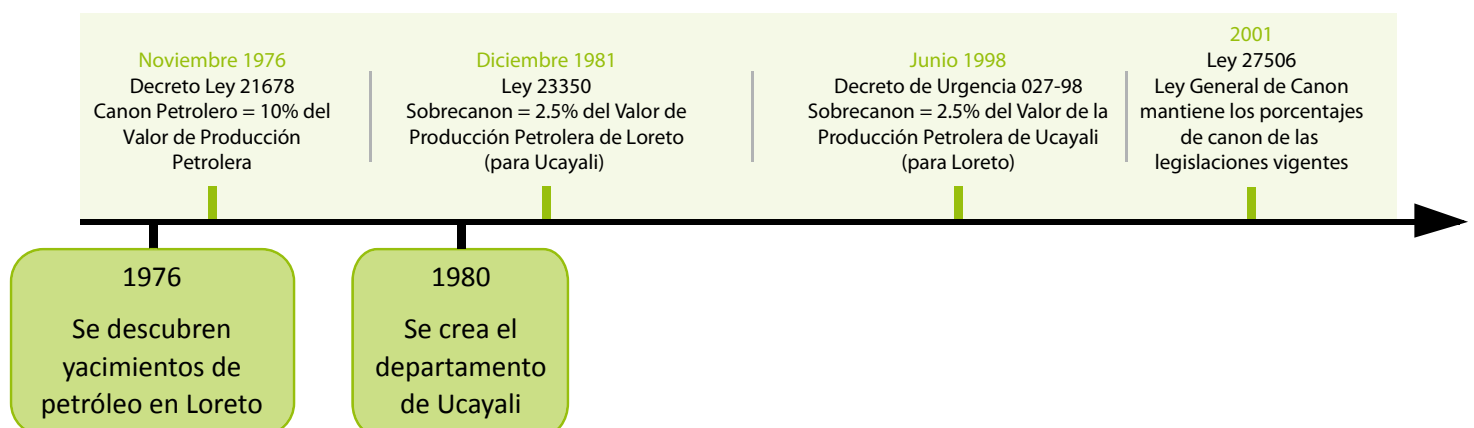 Noviembre 1976
Decreto Ley 21678
Canon Petrolero = 10% del
Valor de Producción
Petrolera
Diciembre 1981
Ley 23350
Sobrecanon = 2.5% del Valor de
Producción Petrolera de Loreto
(para Ucayali)
Junio 1998
Decreto de Urgencia 027-98
Sobrecanon = 2.5% del Valor de la
Producción Petrolera de Ucayali
(para Loreto)
2001
Ley 27506
Ley General de Canon
mantiene los porcentajes
de canon de las
legislaciones vigentes
1976
Se descubren
yacimientos de
petróleo en Loreto
1980
Se crea el
departamento
de Ucayali